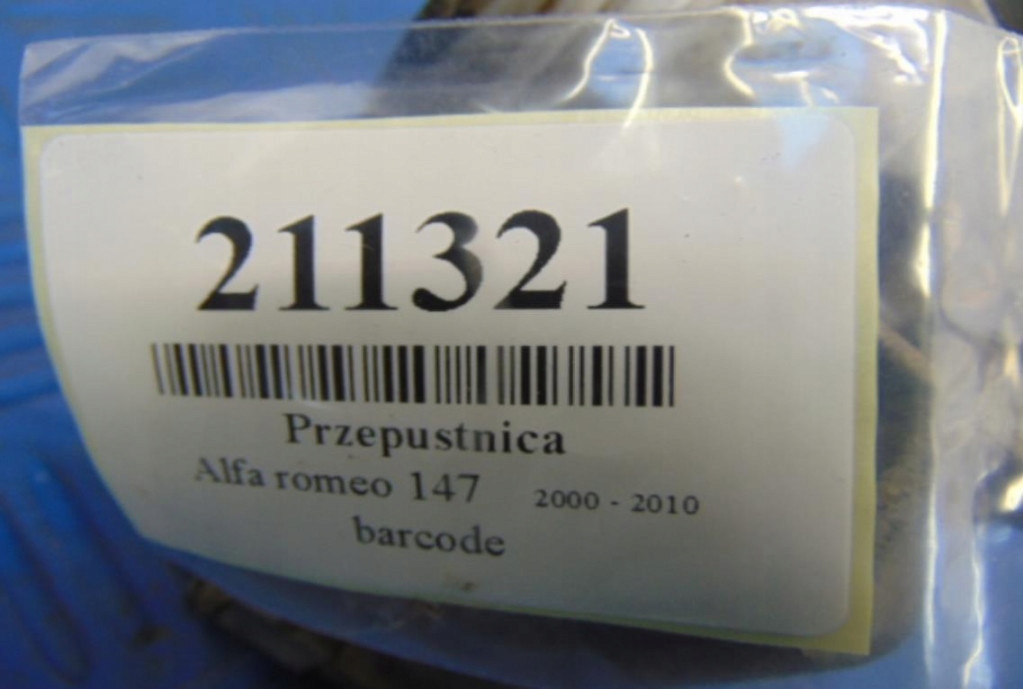 211321
Przepustnica
Alfa romeo 147 2000 - 2010
barcode